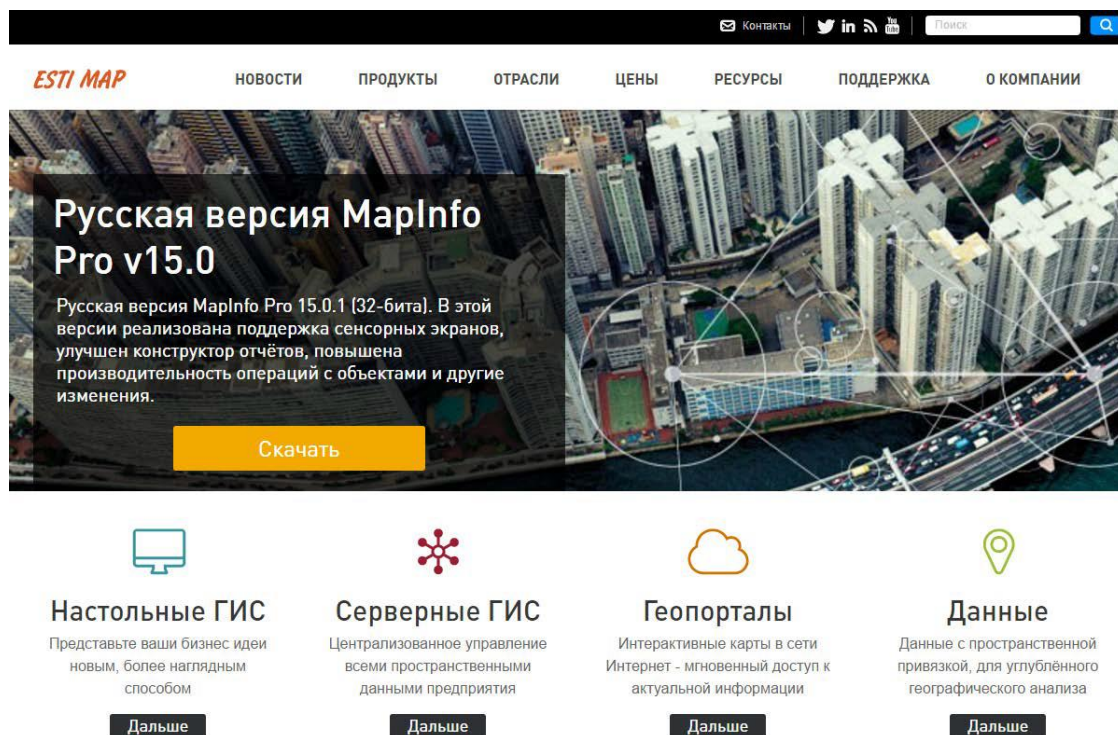 Контакты
You
Tube
Поиск
ESTI MAP
НОВОСТИ
ПРОДУКТЫ
ОТРАСЛИ
ЦЕНЫ
РЕСУРСЫ
ПОДДЕРЖКА
О КОМПАНИИ
Русская версия MapInfo
Pro v15.0
Русская версия MapInfo Pro 15.0.1 (32-бита). В этой
версии реализована поддержка сенсорных экранов,
улучшен конструктор отчётов, повышена
производительность операций с объектами и другие
изменения.
Скачать
Настольные ГИС
Представьте ваши бизнес идеи
новым, более наглядным
способом
Дальше
Серверные ГИС
Централизованное управление
всеми пространственными
данными предприятия
Дальше
Геопорталы
Интерактивные карты в сети
Интернет - мгновенный доступ к
актуальной информации
Дальше
Данные
Данные с пространственной
привязкой, для углублённого
географического анализа
Дальше